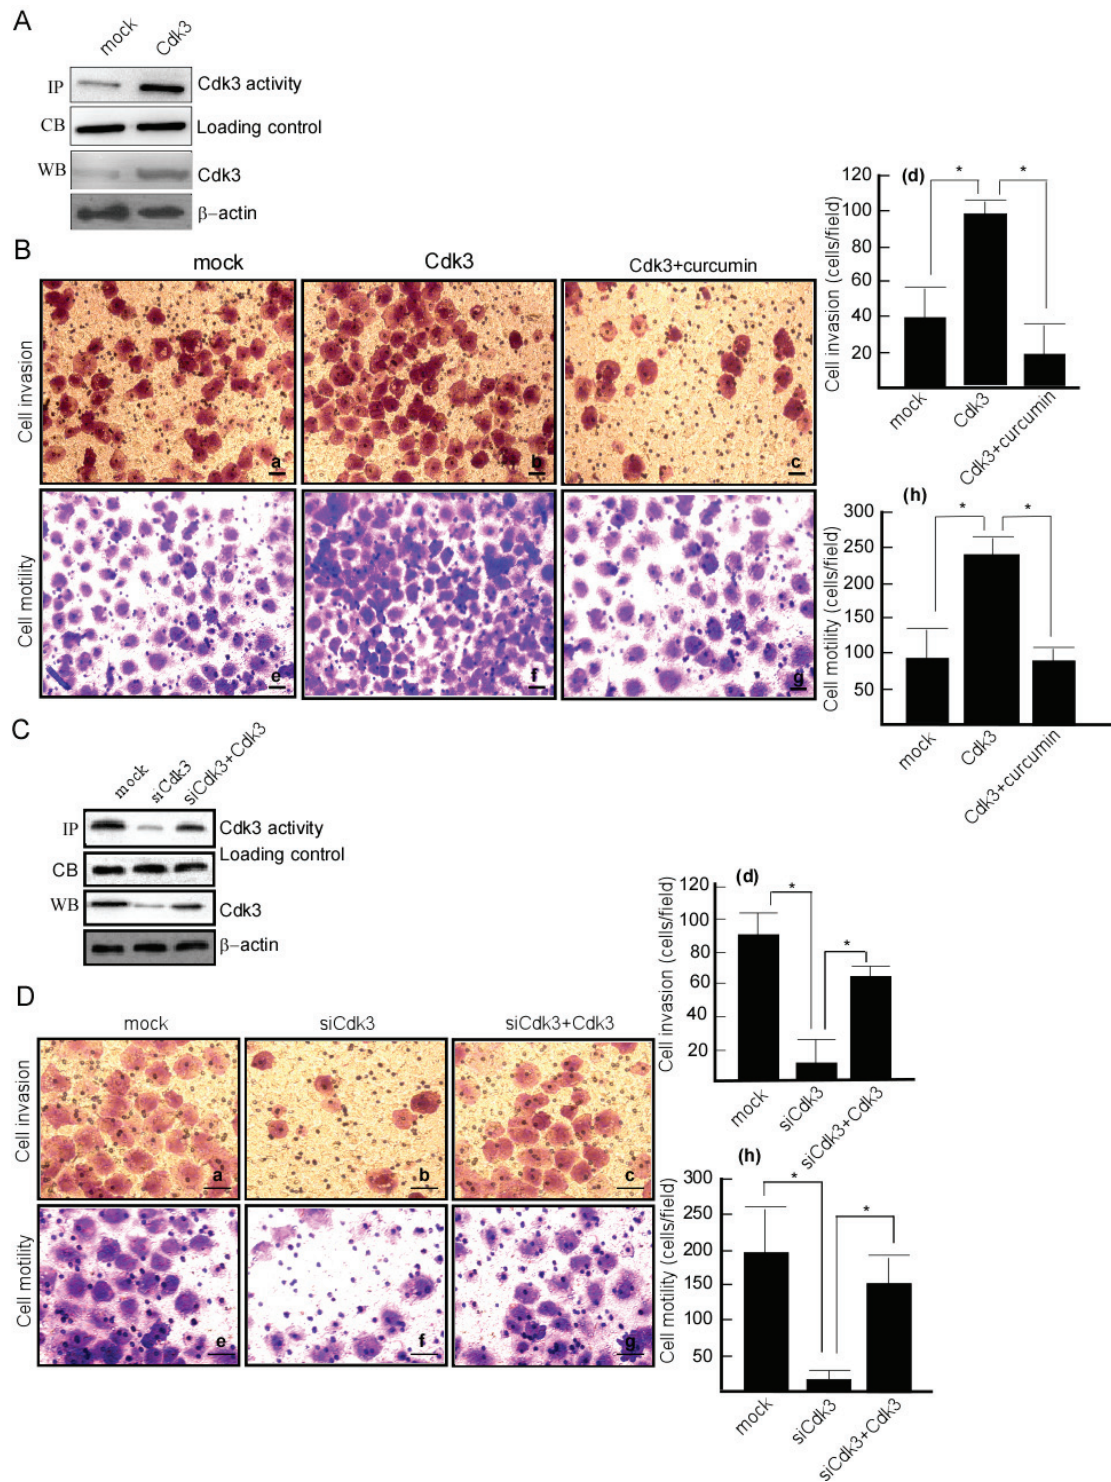 A
mock
Cdk3
IP
Cdk3 activity
CB
Loading control
WB
Cdk3
β–actin
B
mock
Cdk3
Cdk3+curcumin
Cell invasion
a
b
c
Cell motility
e
f
g
(d)
Cell invasion (cells/field)
120
100
80
60
40
20
*
*
mock
Cdk3
Cdk3+curcumin
(h)
Cell motility (cells/field)
300
250
200
150
100
50
*
*
mock
Cdk3
Cdk3+curcumin
C
mock
siCdk3
siCdk3+Cdk3
IP
Cdk3 activity
Loading control
CB
WB
Cdk3
β–actin
D
mock
siCdk3
siCdk3+Cdk3
Cell invasion
a
b
c
Cell motility
e
f
g
(d)
Cell invasion (cells/field)
120
100
80
60
40
20
*
*
mock
siCdk3
siCdk3+Cdk3
(h)
Cell motility (cells/field)
300
250
200
150
100
50
*
*
mock
siCdk3
siCdk3+Cdk3